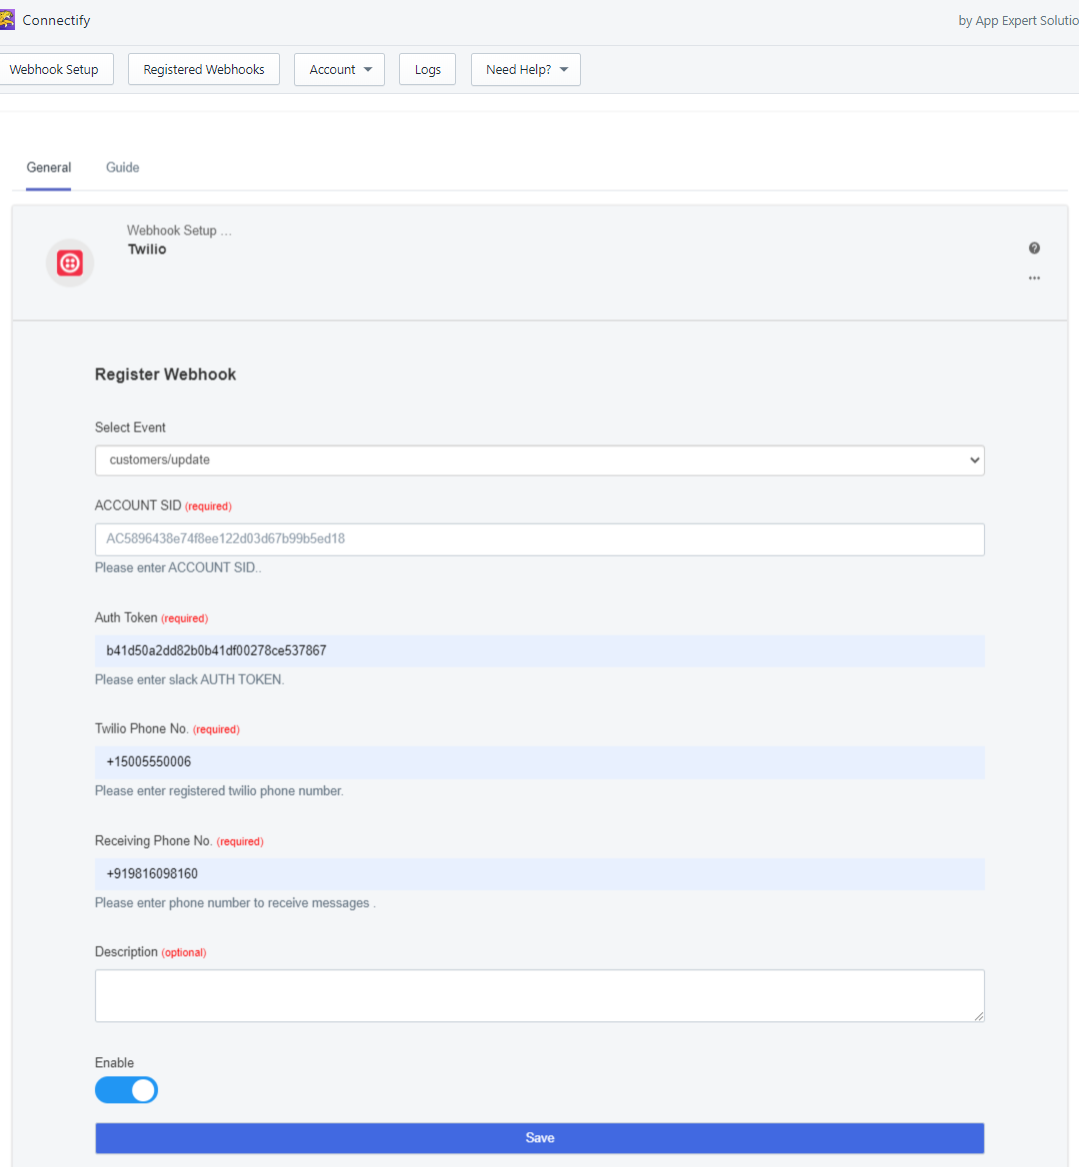 Connectify
by App Expert Solutio
Webhook Setup
Registered Webhooks
Account
Logs
Need Help?
General
Guide
Webhook Setup ...
Twilio
Register Webhook
Select Event
customers/update
ACCOUNT SID (required)
AC5896438e74f8ee122d03d67b99b5ed18
Please enter ACCOUNT SID..
Auth Token (required)
b41d50a2dd82b0b41df00278ce537867
Please enter slack AUTH TOKEN.
Twilio Phone No. (required)
+15005550006
Please enter registered twilio phone number.
Receiving Phone No. (required)
+919816098160
Please enter phone number to receive messages .
Description (optional)
Enable
Save